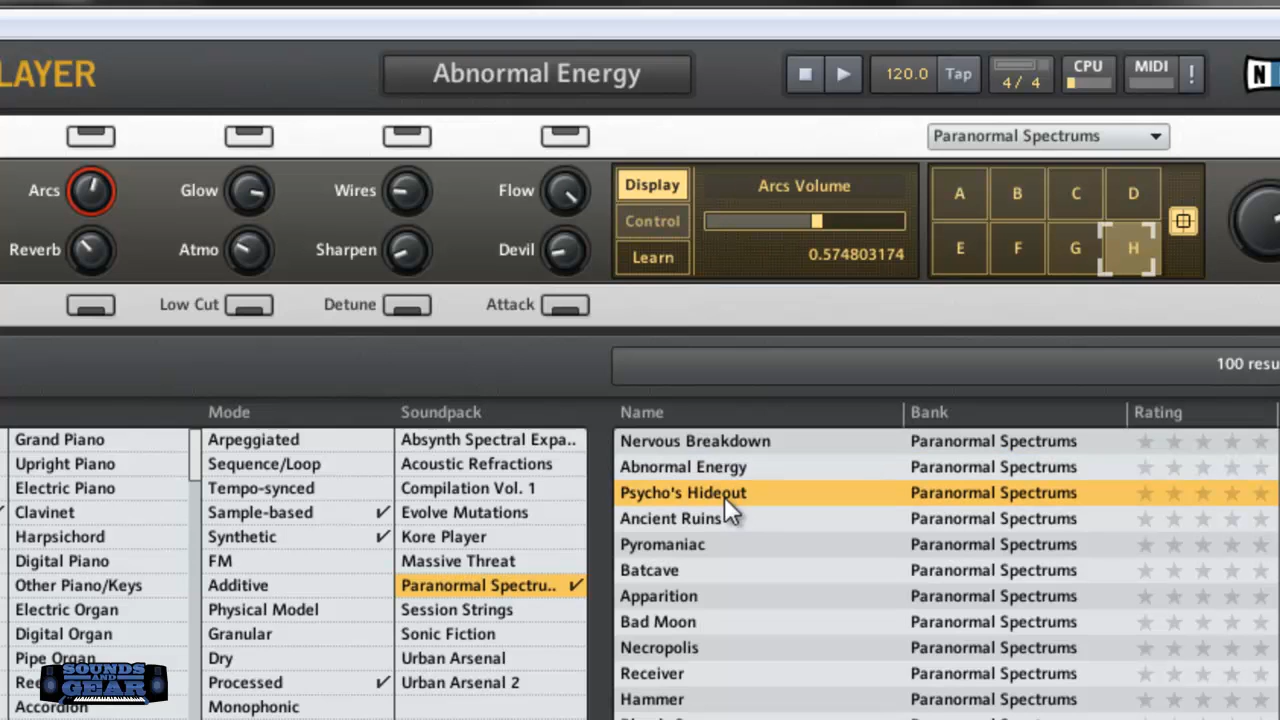 LAYER
Abnormal Energy
120.0 Tap
4 / 4
CPU
MIDI !
N
Paranormal Spectrums
Arcs
Glow
Wires
Flow
Reverb
Atmo
Sharpen
Devil
Low Cut
Detune
Attack
Display
Control
Learn
Arcs Volume
0.574803174
A B C D
E F G H
100 resu
Mode
Soundpack
Name
Bank
Rating
Grand Piano
Upright Piano
Electric Piano
Clavinet
Harpsichord
Digital Piano
Other Piano/Keys
Electric Organ
Digital Organ
Pipe Organ
Ree
Accordion
Arpeggiated
Sequence/Loop
Tempo-synced
Sample-based
Synthetic
FM
Additive
Physical Model
Granular
Dry
Processed
Monophonic
Absynth Spectral Expa..
Acoustic Refractions
Compilation Vol. 1
Evolve Mutations
Kore Player
Massive Threat
Paranormal Spectru..
Session Strings
Sonic Fiction
Urban Arsenal
Urban Arsenal 2
Nervous Breakdown Paranormal Spectrums
Abnormal Energy Paranormal Spectrums
Psycho's Hideout Paranormal Spectrums
Ancient Ruins Paranormal Spectrums
Pyromaniac Paranormal Spectrums
Batcave Paranormal Spectrums
Apparition Paranormal Spectrums
Bad Moon Paranormal Spectrums
Necropolis Paranormal Spectrums
Receiver Paranormal Spectrums
Hammer Paranormal Spectrums
SOUNDS
AND
GEAR